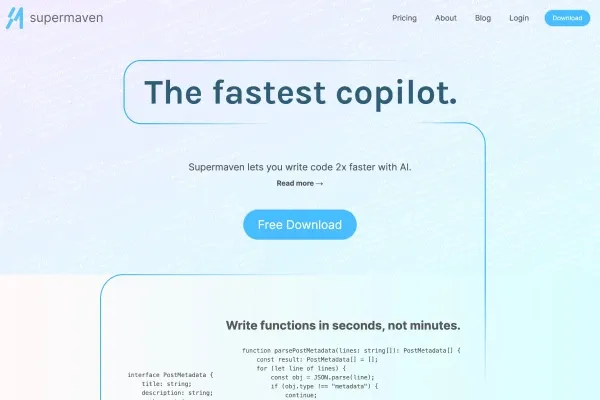 supermaven
Pricing
About
Blog
Login
Download
The fastest copilot.
Supermaven lets you write code 2x faster with AI.
Read more →
Free Download
Write functions in seconds, not minutes.
function parsePostMetadata(lines: string[]): PostMetadata[] {
const result: PostMetadata[] = [];
for (let line of lines) {
const obj = JSON.parse(line);
if (obj.type !== "metadata") {
continue;
interface PostMetadata {
title: string;
description: string;